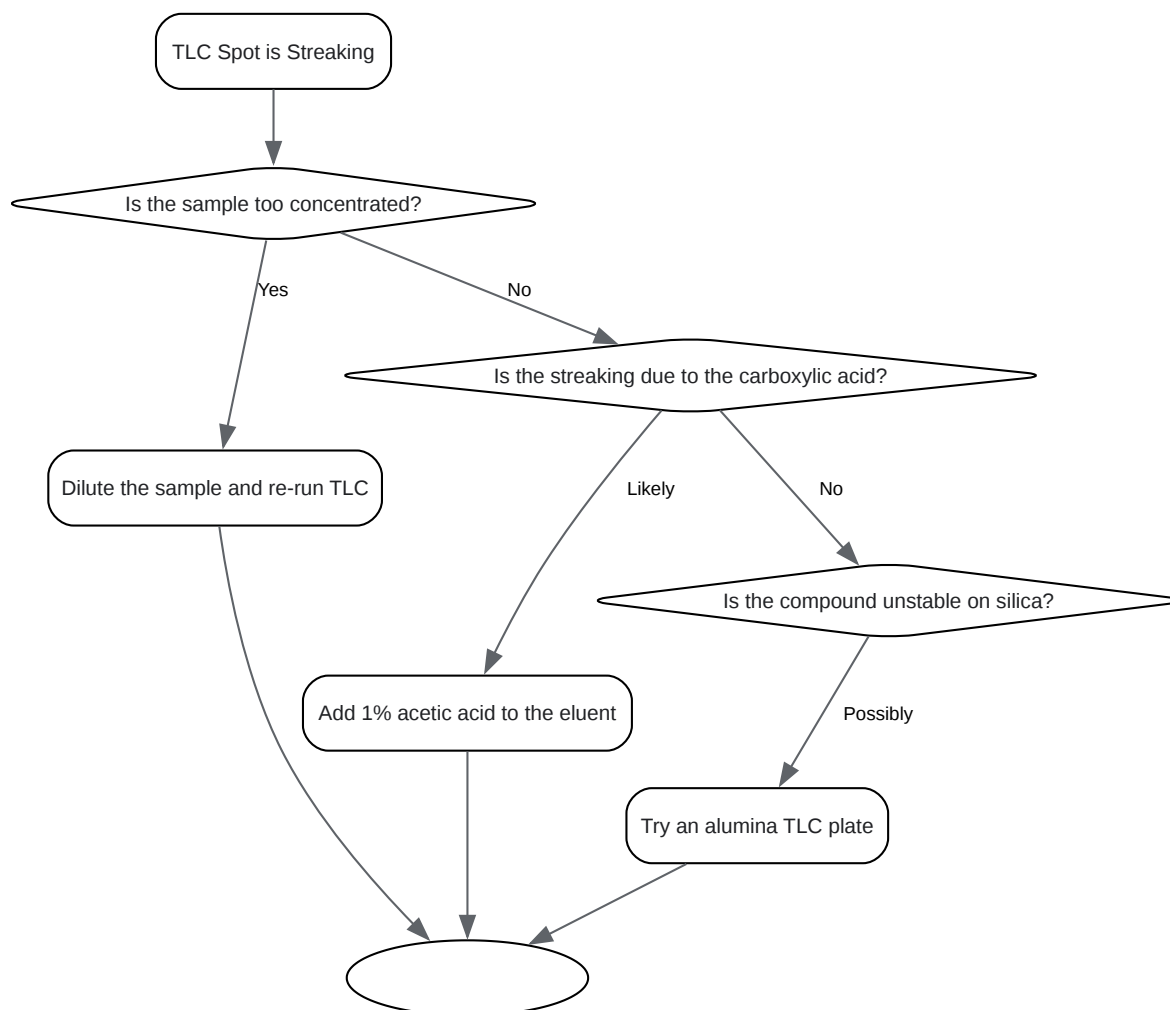 TLC Spot is Streaking
Is the sample too concentrated?
Yes
No
Is the streaking due to the carboxylic acid?
Dilute the sample and re-run TLC
Likely
No
Is the compound unstable on silica?
Add 1% acetic acid to the eluent
Possibly
Try an alumina TLC plate